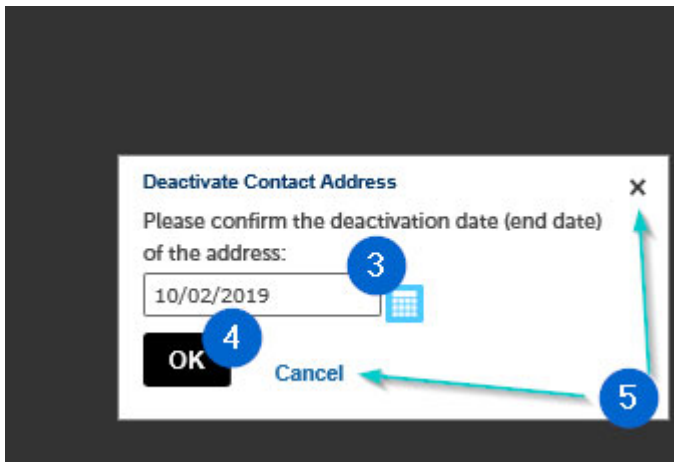 Deactivate Contact Address
×
Please confirm the deactivation date (end date)
of the address:
3
10/02/2019
4
OK
Cancel
5